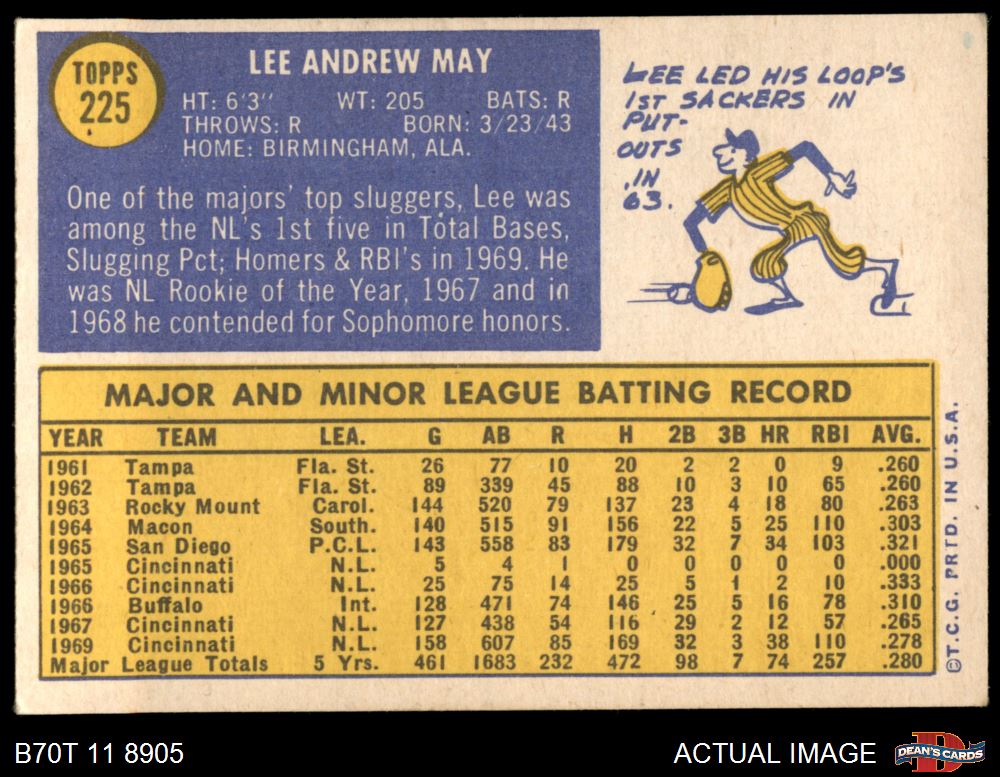 TOPPS
225
LEE ANDREW MAY
HT: 6'3" WT: 205 BATS: R
THROWS: R BORN: 3/23/43
HOME: BIRMINGHAM, ALA.
One of the majors' top sluggers, Lee was
among the NL's 1st five in Total Bases,
Slugging Pct; Homers & RBI's in 1969. He
was NL Rookie of the Year, 1967 and in
1968 he contended for Sophomore honors.
LEE LED HIS LOOP'S
1ST SACKERS IN
PUT-
OUTS
IN
63.
MAJOR AND MINOR LEAGUE BATTING RECORD
YEAR TEAM LEA. G AB R H 2B 3B HR RBI AVG.
1961 Tampa Fla. St. 26 77 10 20 2 2 0 9 .260
1962 Tampa Fla. St. 89 339 45 88 10 3 10 65 .260
1963 Rocky Mount Carol. 144 520 79 137 23 4 18 80 .263
1964 Macon South. 140 515 91 156 22 5 25 110 .303
1965 San Diego P.C.L. 143 558 83 179 32 7 34 103 .321
1965 Cincinnati N.L. 5 4 1 0 0 0 0 0 .000
1966 Cincinnati N.L. 25 75 14 25 5 1 2 10 .333
1966 Buffalo Int. 128 471 74 146 25 5 16 78 .310
1967 Cincinnati N.L. 127 438 54 116 29 2 12 57 .265
1969 Cincinnati N.L. 158 607 85 169 32 3 38 110 .278
Major League Totals 5 Yrs. 461 1683 232 472 98 7 74 257 .280
©T.C.G. PRTD. IN U.S.A.
B70T 11 8905
ACTUAL IMAGE
DEAN'S CARDS